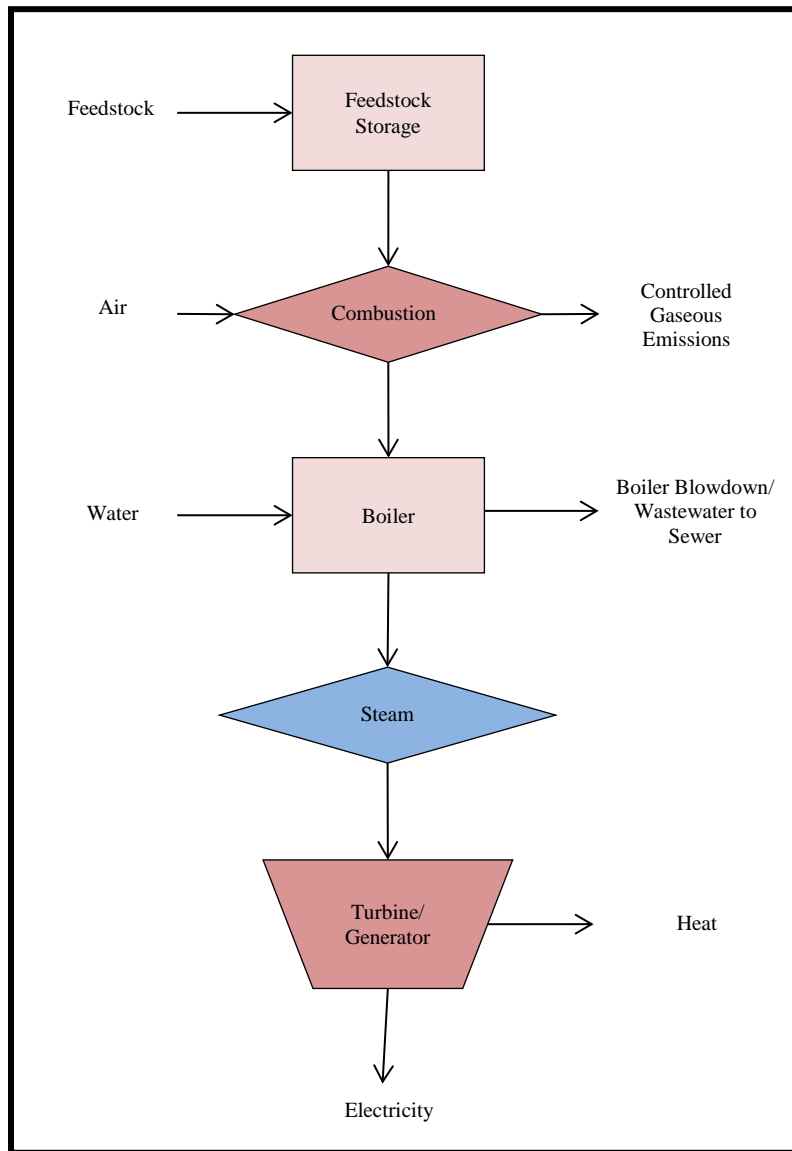 Feedstock
Feedstock
Storage
Air
Combustion
Controlled
Gaseous
Emissions
Water
Boiler
Boiler Blowdown/
Wastewater to
Sewer
Steam
Turbine/
Generator
Heat
Electricity